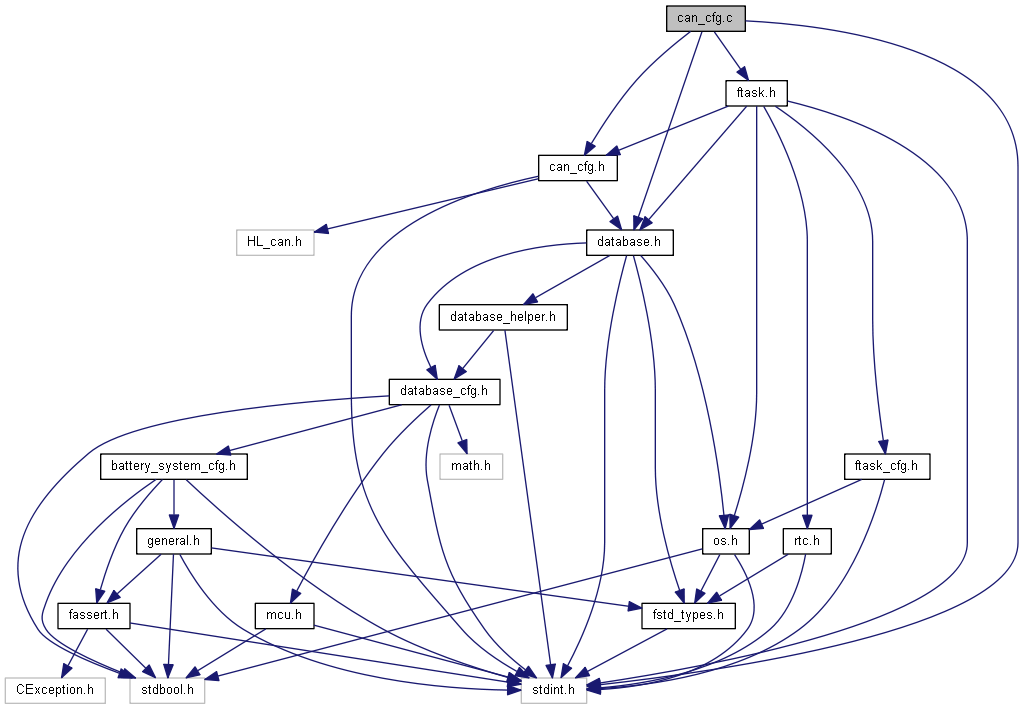 can_cfg.c
ftask.h
can_cfg.h
HL_can.h
database.h
database_helper.h
database_cfg.h
battery_system_cfg.h
math.h
ftask_cfg.h
general.h
os.h
rtc.h
fassert.h
mcu.h
fstd_types.h
CException.h
stdbool.h
stdint.h